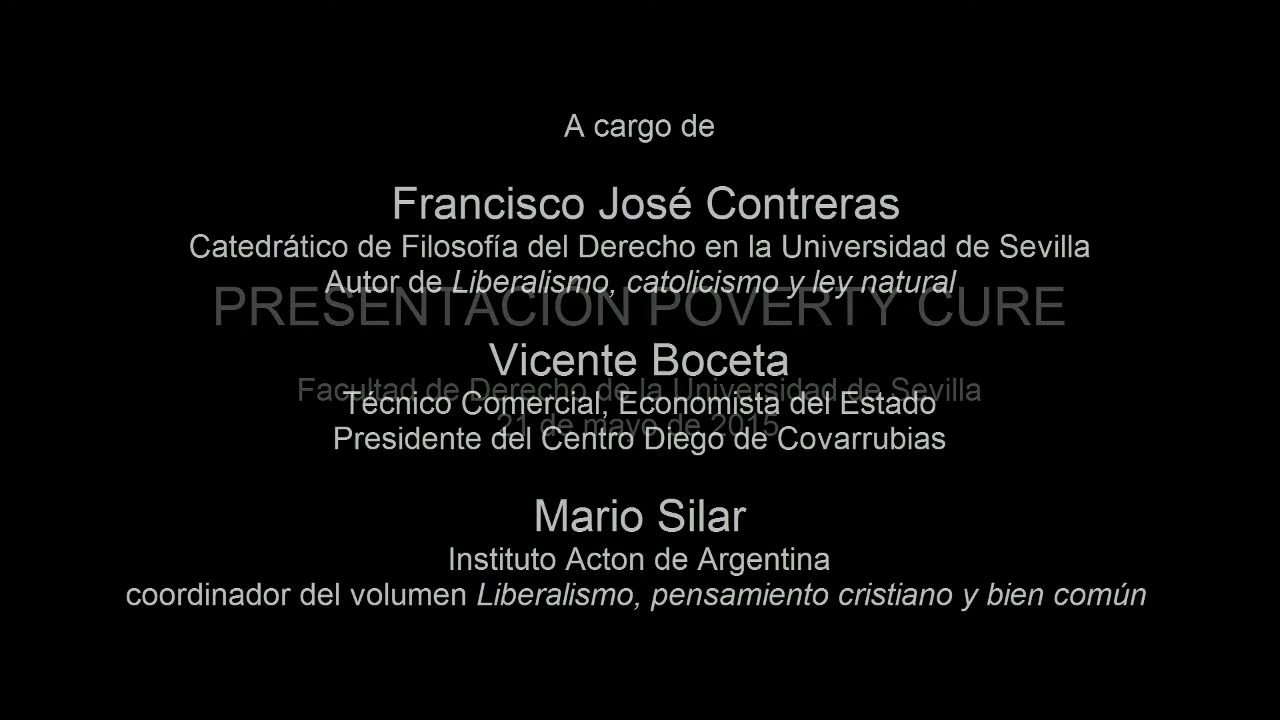 A cargo de
Francisco José Contreras
Catedrático de Filosofía del Derecho en la Universidad de Sevilla
Autor de Liberalismo, catolicismo y ley natural
PRESENTACIÓN POVERTY CURE
Vicente Boceta
Facultad de Derecho de la Universidad de Sevilla
Técnico Comercial, Economista del Estado
21 de mayo de 2015
Presidente del Centro Diego de Covarrubias
Mario Silar
Instituto Acton de Argentina
coordinador del volumen Liberalismo, pensamiento cristiano y bien común